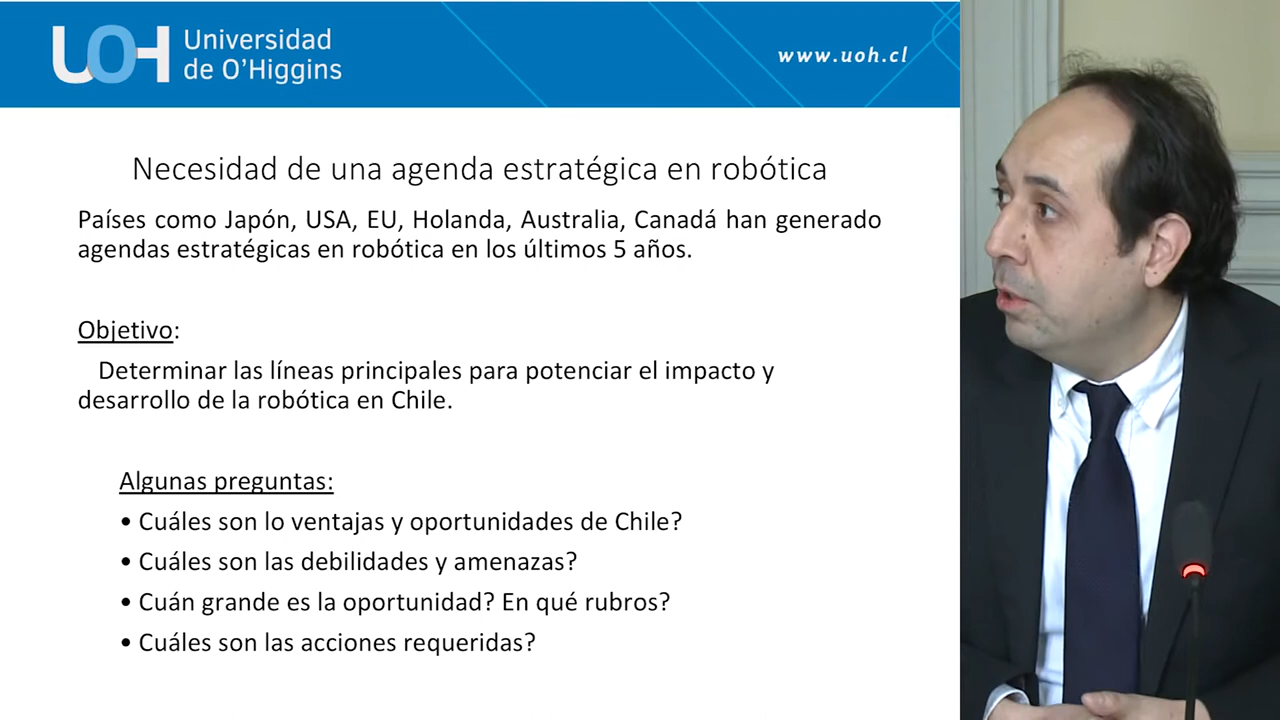 UOH Universidad
de O'Higgins
www.uoh.cl
Necesidad de una agenda estratégica en robótica
Países como Japón, USA, EU, Holanda, Australia, Canadá han generado
agendas estratégicas en robótica en los últimos 5 años.
Objetivo:
Determinar las líneas principales para potenciar el impacto y
desarrollo de la robótica en Chile.
Algunas preguntas:
• Cuáles son lo ventajas y oportunidades de Chile?
• Cuáles son las debilidades y amenazas?
• Cuán grande es la oportunidad? En qué rubros?
• Cuáles son las acciones requeridas?